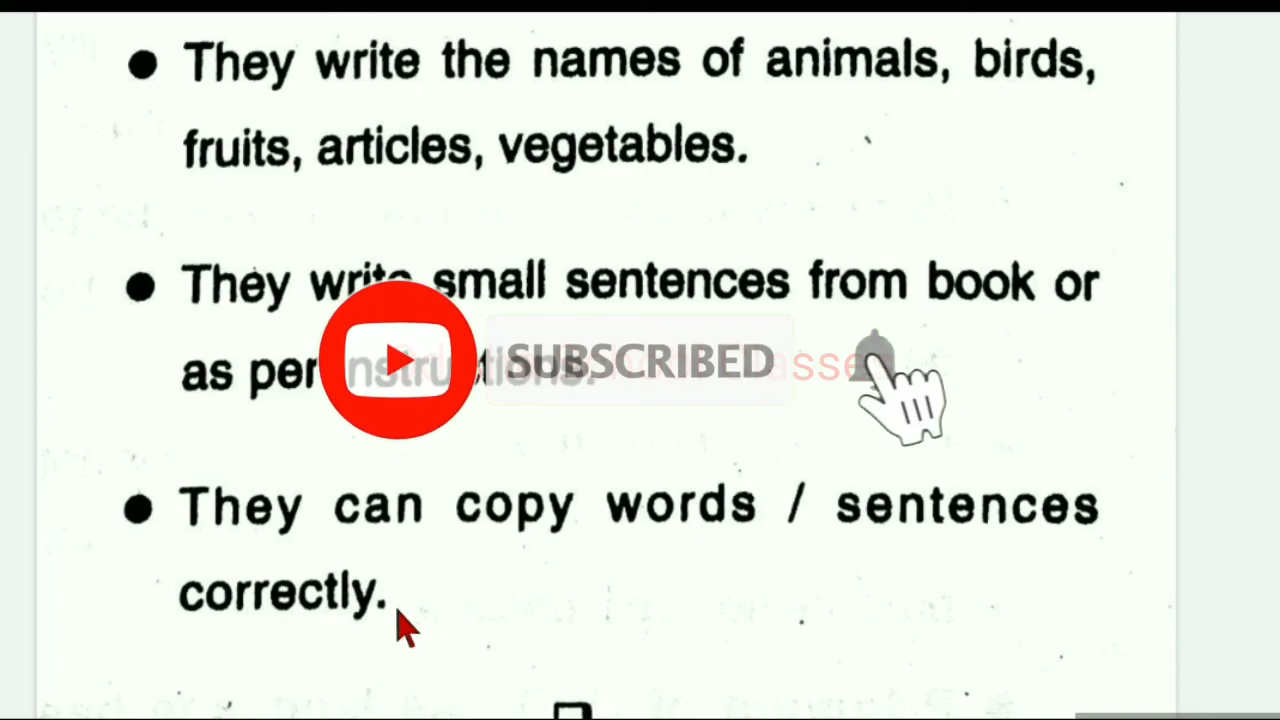 ● They write the names of animals, birds,
fruits, articles, vegetables.
● They write small sentences from book or
as per instructions.
SUBSCRIBED
● They can copy words / sentences
correctly.